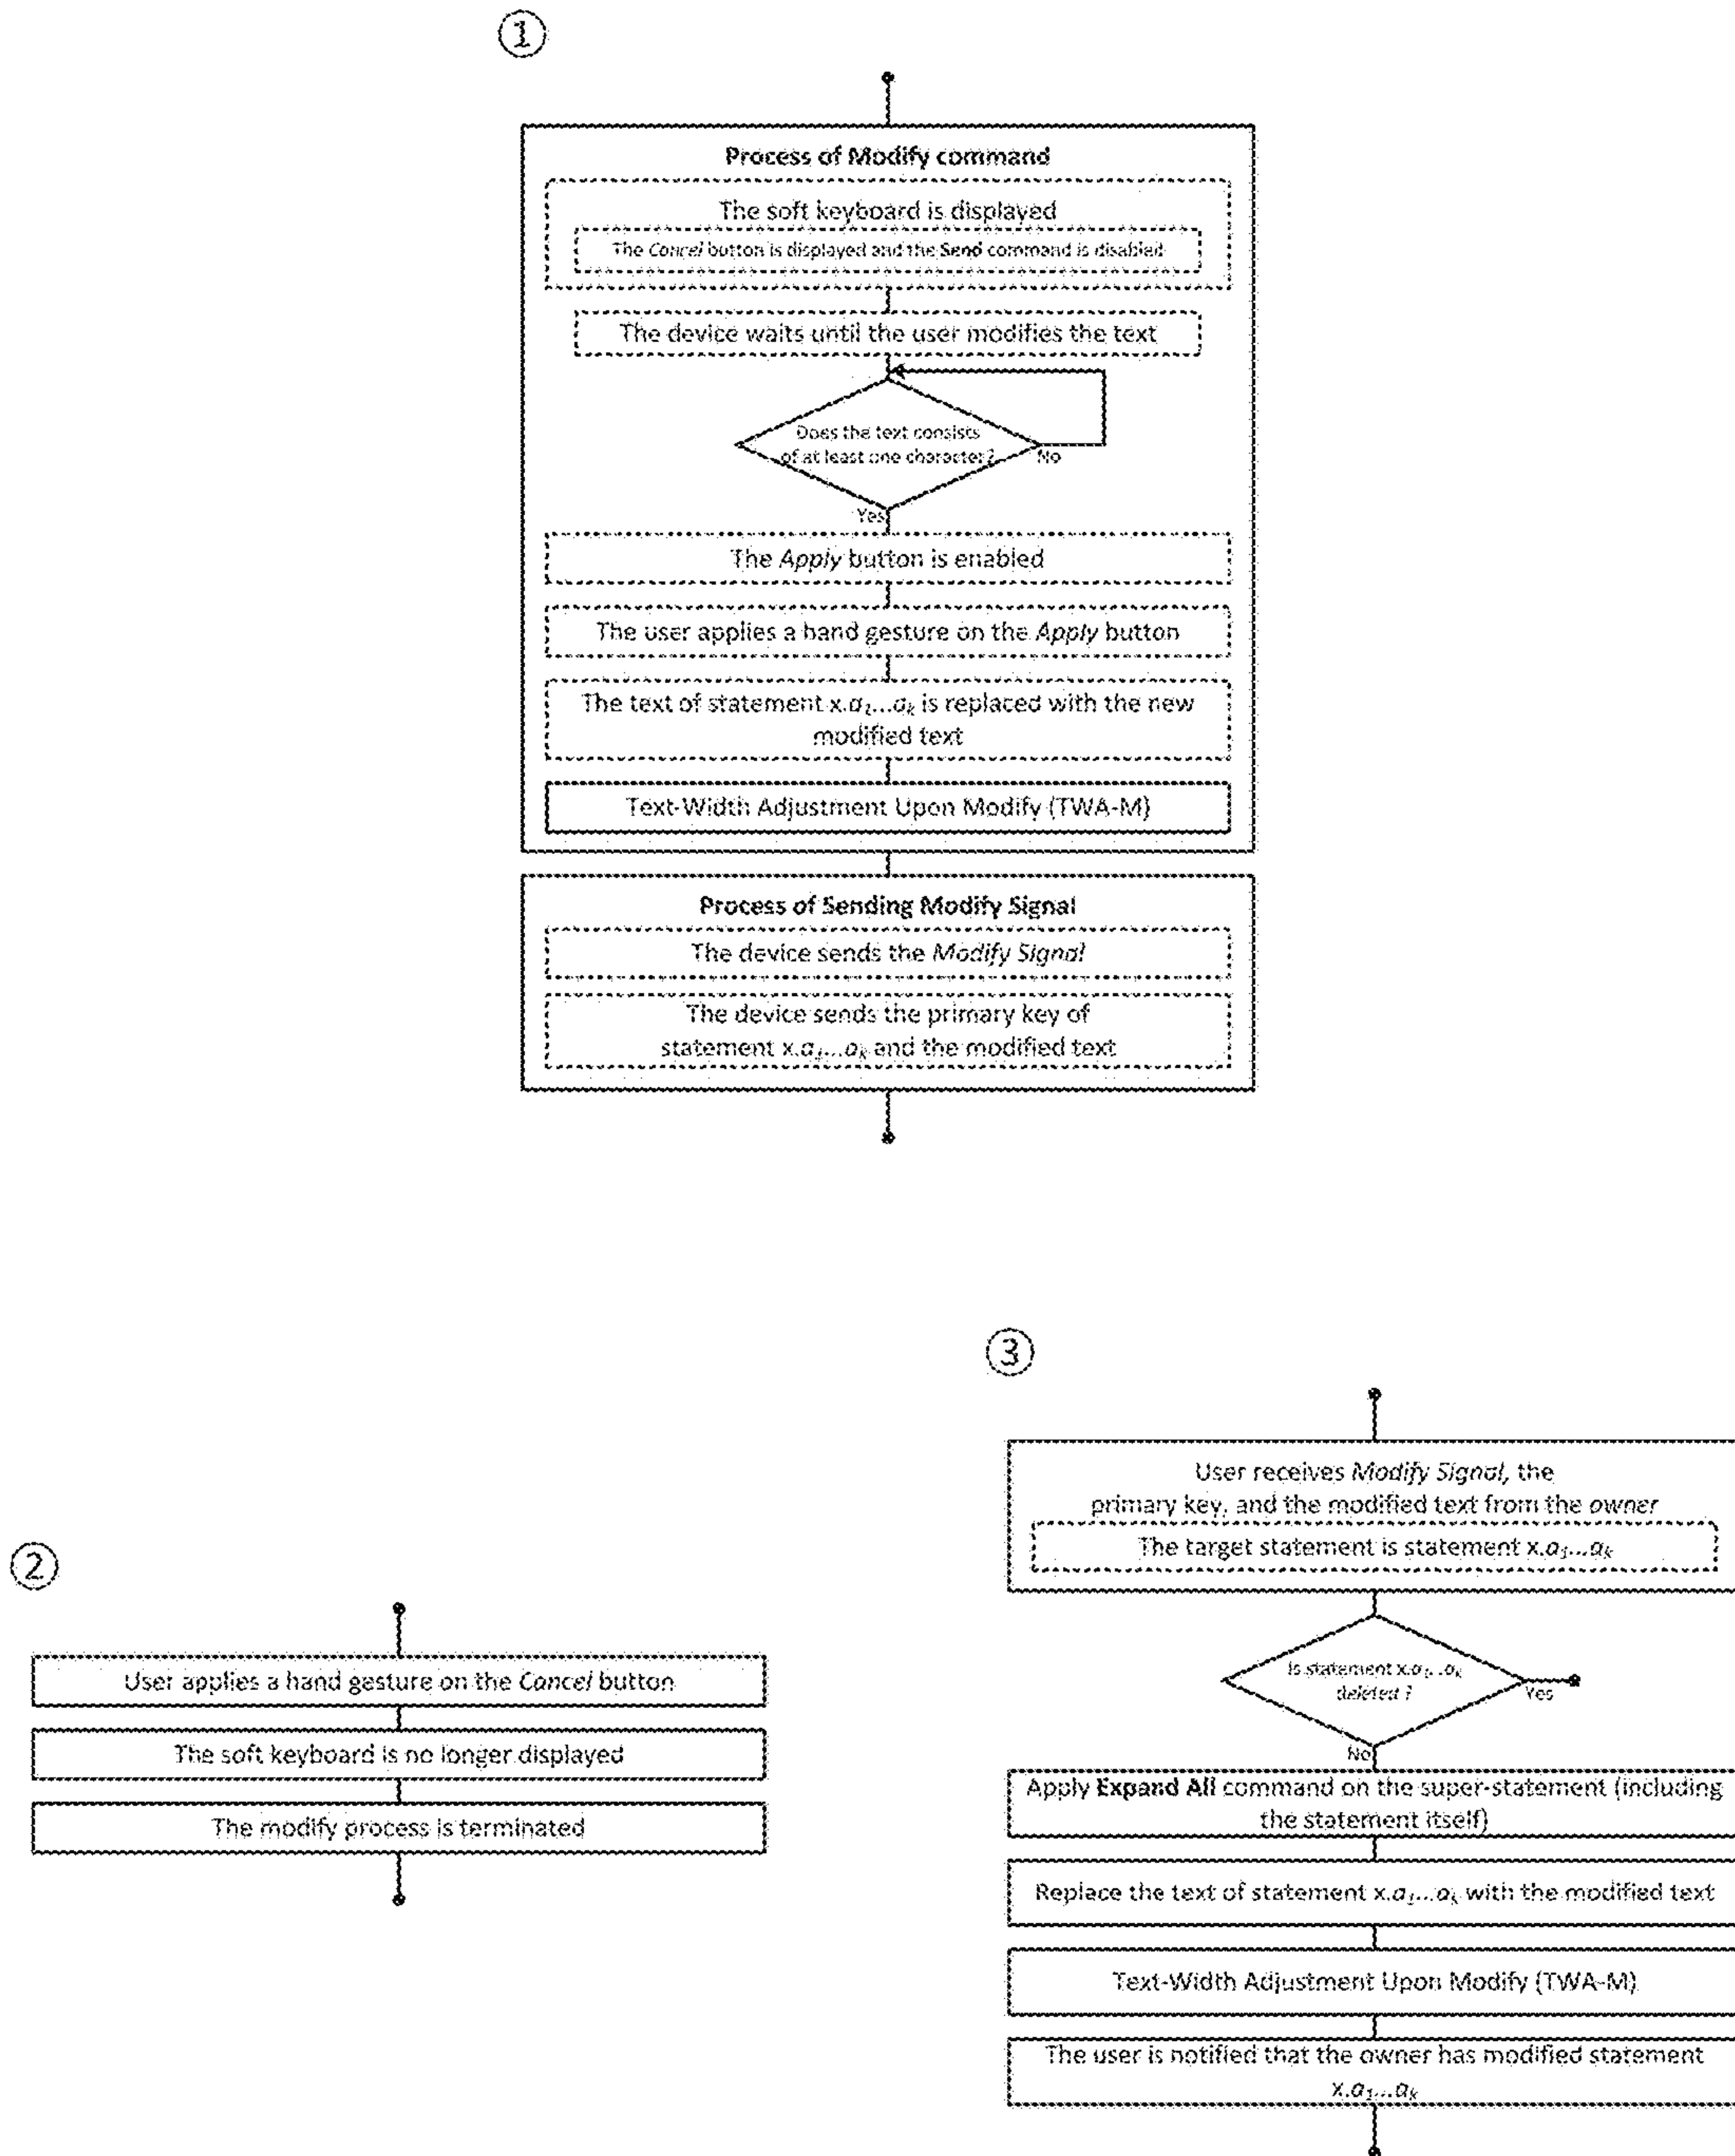 ①
Process of Modify command
The soft keyboard is displayed
The Cancel button is displayed and the Send command is disabled
The device waits until the user modifies the text
Does the text consists
of at least one character?
No
Yes
The Apply button is enabled
The user applies a hand gesture on the Apply button
The text of statement x.a₁...aₖ is replaced with the new
modified text
Text-Width Adjustment Upon Modify (TWA-M)
Process of Sending Modify Signal
The device sends the Modify Signal
The device sends the primary key of
statement x.a₁...aₖ and the modified text
②
User applies a hand gesture on the Cancel button
The soft keyboard is no longer displayed
The modify process is terminated
③
User receives Modify Signal, the
primary key, and the modified text from the owner
The target statement is statement x.a₁...aₖ
Is statement x.a₁...aₖ
deleted ?
Yes
No
Apply Expand All command on the super-statement (including
the statement itself)
Replace the text of statement x.a₁...aₖ with the modified text
Text-Width Adjustment Upon Modify (TWA-M)
The user is notified that the owner has modified statement
x.a₁...aₖ